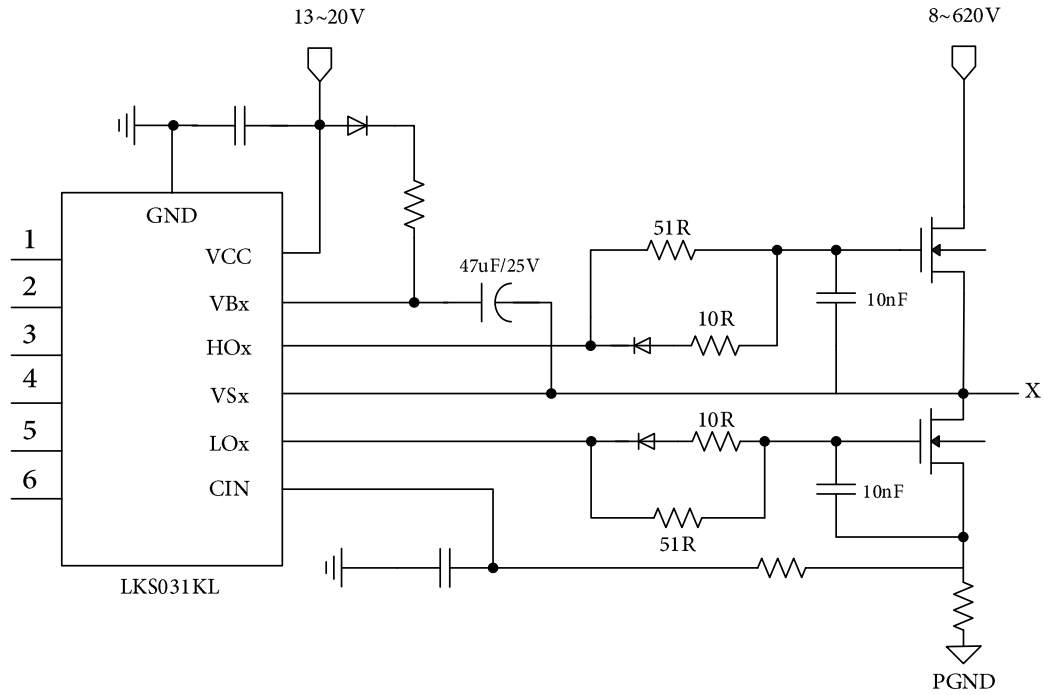 13~20V
8~620V
GND
1
2
3
4
5
6
VCC
VBx
HOx
VSx
LOx
CIN
LKS031KL
47uF/25V
51R
10R
10nF
X
10R
51R
10nF
PGND